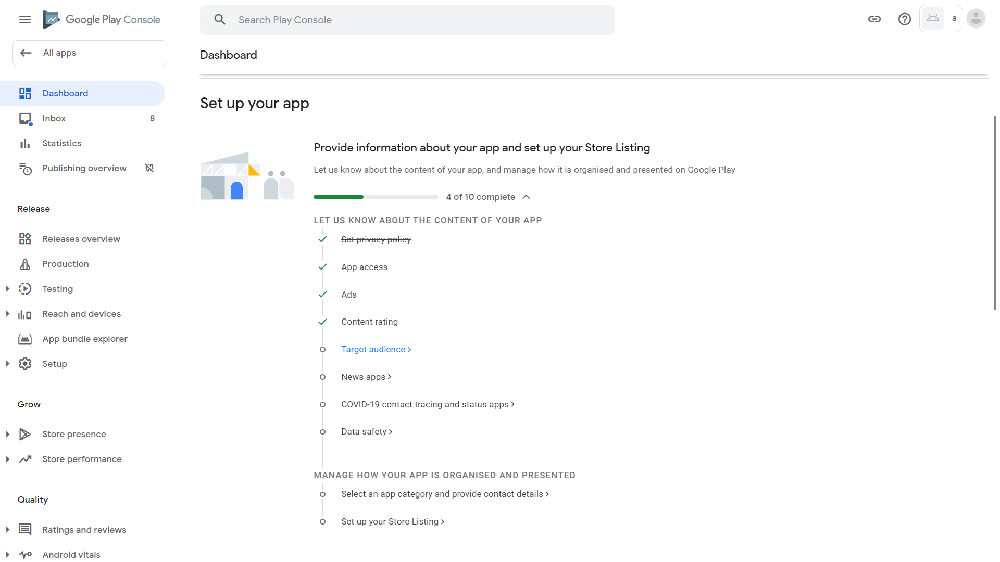 Google Play Console
Search Play Console
a
All apps
Dashboard
Dashboard
Inbox 8
Statistics
Publishing overview
Release
Releases overview
Production
Testing
Reach and devices
App bundle explorer
Setup
Grow
Store presence
Store performance
Quality
Ratings and reviews
Android vitals
Set up your app
Provide information about your app and set up your Store Listing
Let us know about the content of your app, and manage how it is organised and presented on Google Play
4 of 10 complete
LET US KNOW ABOUT THE CONTENT OF YOUR APP
Set privacy policy
App access
Ads
Content rating
Target audience
News apps
COVID-19 contact tracing and status apps
Data safety
MANAGE HOW YOUR APP IS ORGANISED AND PRESENTED
Select an app category and provide contact details
Set up your Store Listing